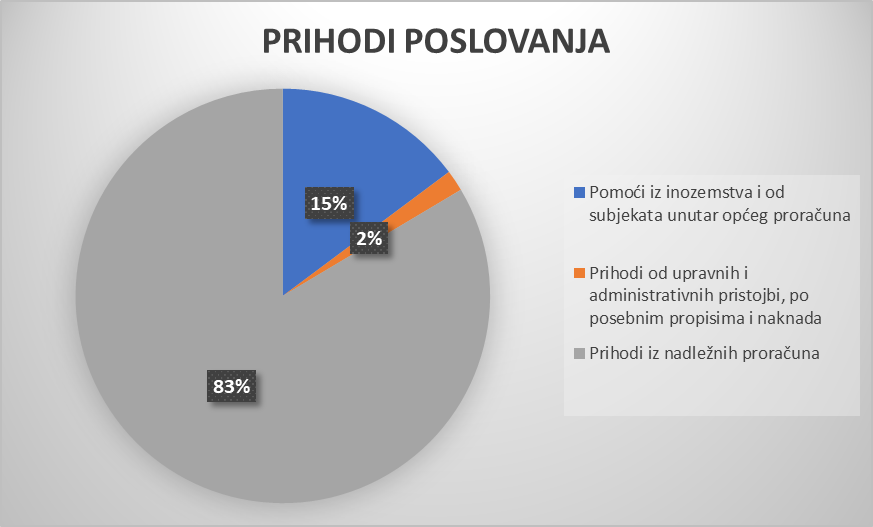 PRIHODI POSLOVANJA
15%
2%
83%
Pomoći iz inozemstva i od
subjekata unutar općeg proračuna
Prihodi od upravnih i
administrativnih pristojbi, po
posebnim propisima i naknada
Prihodi iz nadležnih proračuna